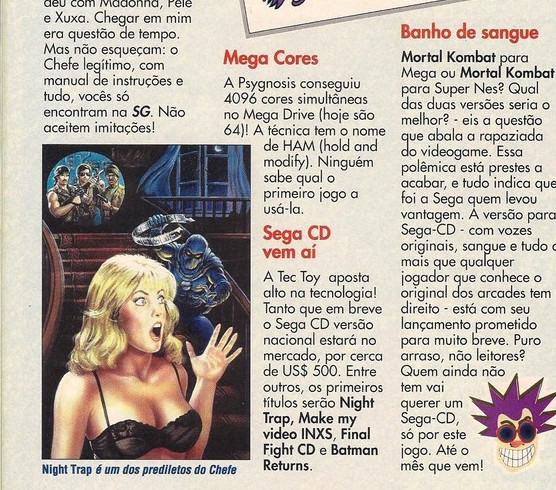 deu com Madonna, Pelé
e Xuxa. Chegar em mim
era questão de tempo.
Mas não esqueçam: o
Chefe legítimo, com
manual de instruções e
tudo, vocês só
encontram na SG. Não
aceitem imitações!
Night Trap é um dos prediletos do Chefe
Mega Cores
A Psygnosis conseguiu
4096 cores simultâneas
no Mega Drive (hoje são
64)! A técnica tem o nome
de HAM (hold and
modify). Ninguém
sabe qual o
primeiro jogo a
usá-la.
Sega CD
vem aí
A Tec Toy aposta
alto na tecnologia!
Tanto que em breve
o Sega CD versão
nacional estará no
mercado, por cerca
de US$ 500. Entre
outros, os primeiros
títulos serão Night
Trap, Make my
video INXS, Final
Fight CD e Batman
Returns.
Banho de sangue
Mortal Kombat para
Mega ou Mortal Kombat
para Super Nes? Qual
das duas versões seria o
melhor? - eis a questão
que abala a rapaziada
do videogame. Essa
polêmica está prestes a
acabar, e tudo indica que
foi a Sega quem levou
vantagem. A versão para
Sega-CD - com vozes
originais, sangue e tudo o
mais que qualquer
jogador que conhece o
original dos arcades tem
direito - está com seu
lançamento prometido
para muito breve. Puro
arraso, não leitores?
Quem ainda não
tem vai
querer um
Sega-CD,
só por este
jogo. Até o
mês que vem!